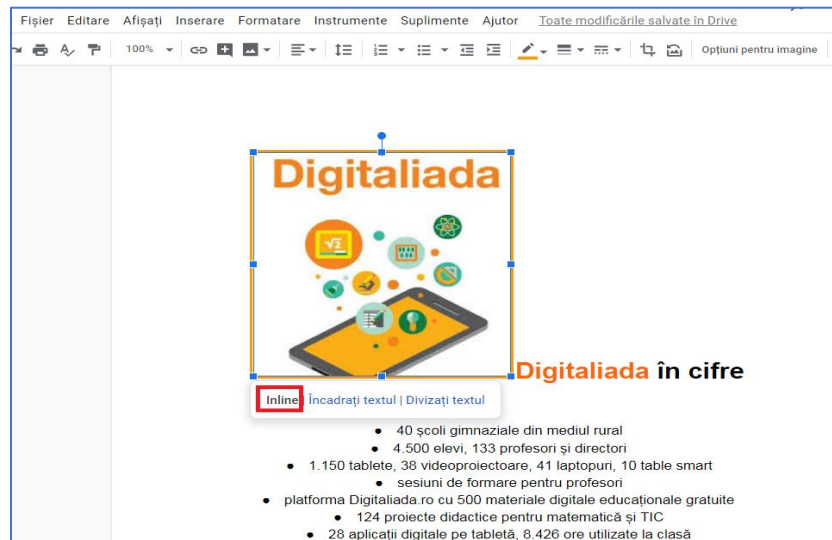 Fișier Editare Afișați Inserare Formatare Instrumente Suplimente Ajutor Toate modificările salvate în Drive
100% Opțiuni pentru imagine
Digitaliada
√2
Digitaliada în cifre
Inline | Încadrați textul | Divizați textul
● 40 școli gimnaziale din mediul rural
● 4.500 elevi, 133 profesori și directori
● 1.150 tablete, 38 videoproiectoare, 41 laptopuri, 10 table smart
● sesiuni de formare pentru profesori
● platforma Digitaliada.ro cu 500 materiale digitale educaționale gratuite
● 124 proiecte didactice pentru matematică și TIC
● 28 aplicații digitale pe tabletă, 8.426 ore utilizate la clasă